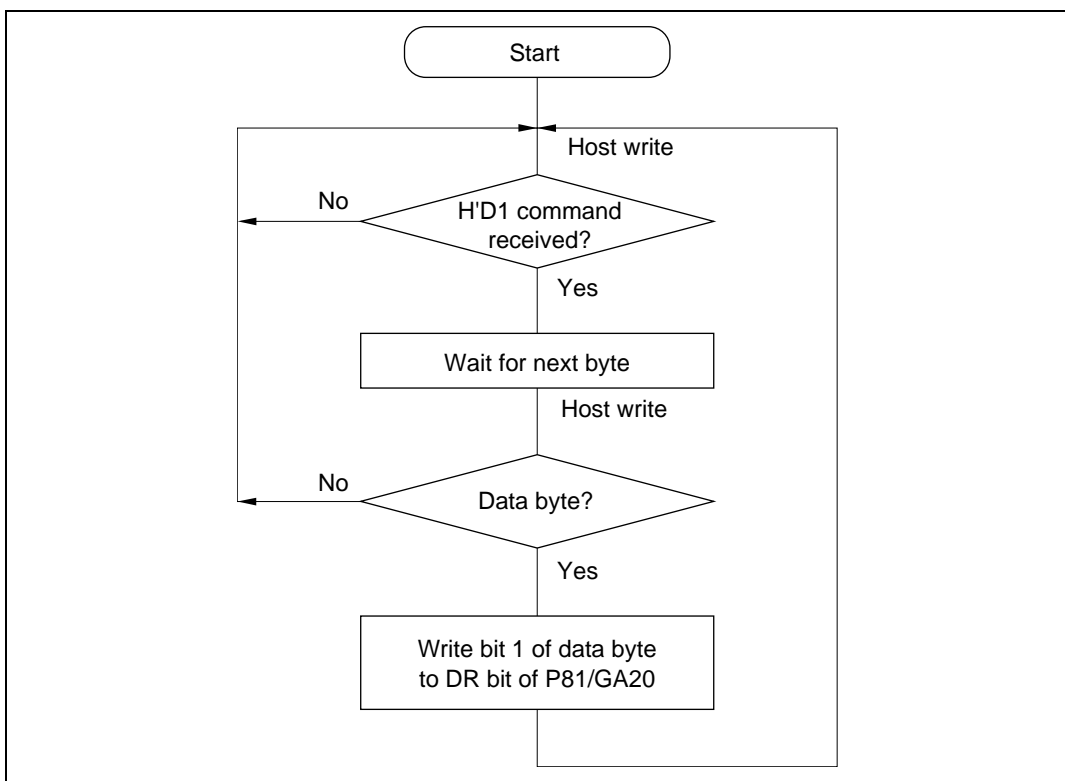 Start
Host write
No
H'D1 command
received?
Yes
Wait for next byte
Host write
No
Data byte?
Yes
Write bit 1 of data byte
to DR bit of P81/GA20